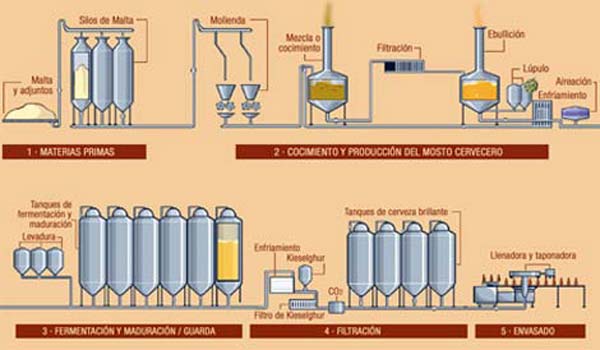 Silos de Malta
Molienda
Mezcla o
cocimiento
Filtración
Ebullición
Lúpulo
Aireación
Enfriamiento
Malta
y adjuntos
1 - MATERIAS PRIMAS
2 - COCIMIENTO Y PRODUCCIÓN DEL MOSTO CERVECERO
Tanques de
fermentación y
maduración
Levadura
Enfriamiento
Kieselghur
Filtro de Kieselghur
CO2
Tanques de cerveza brillante
Llenadora y taponadora
3 - FERMENTACIÓN Y MADURACIÓN / GUARDA
4 - FILTRACIÓN
5 - ENVASADO